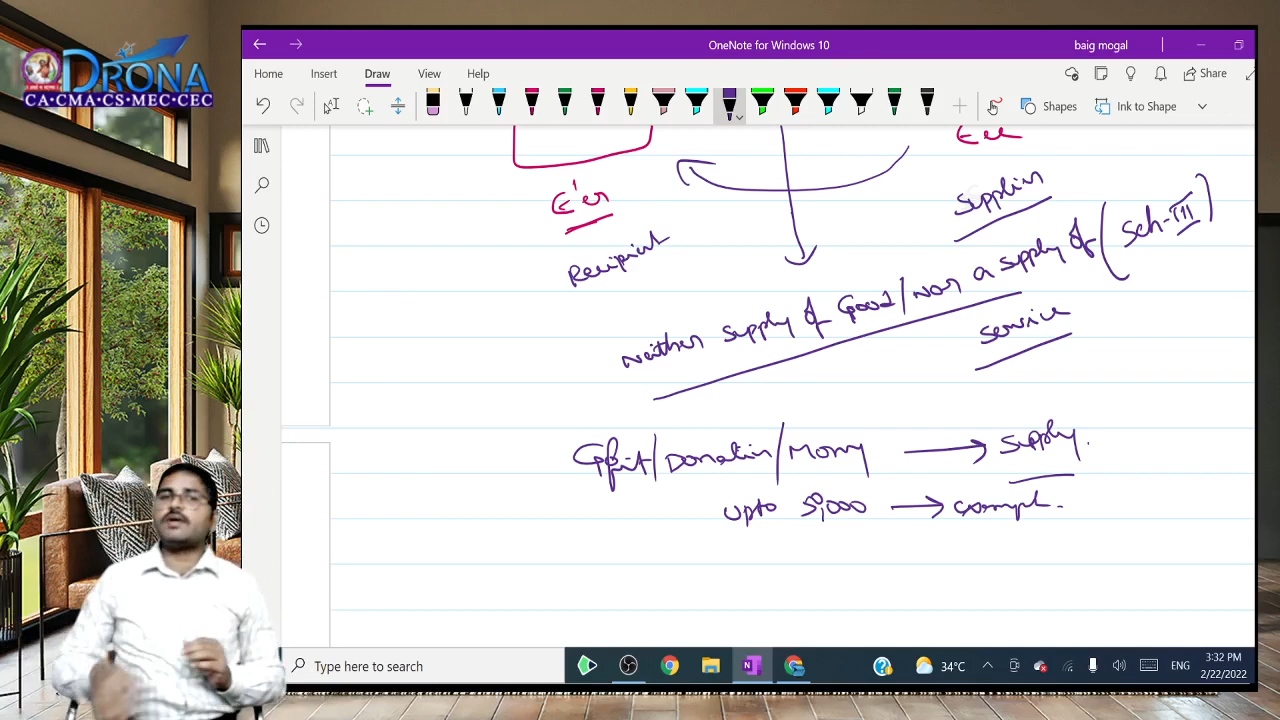 DRONA
CA•CMA•CS•MEC•CEC
OneNote for Windows 10
baig mogal
Home
Insert
Draw
View
Help
Share
Shapes
Ink to Shape
Eee
E'er
Supplier
Recipient
Neither supply of Good/Nor a supply of (Sch-III)
Service
Gift/Donation/Money → Supply.
upto 50,000 → exempt.
Type here to search
34°C
ENG
3:32 PM
2/22/2022